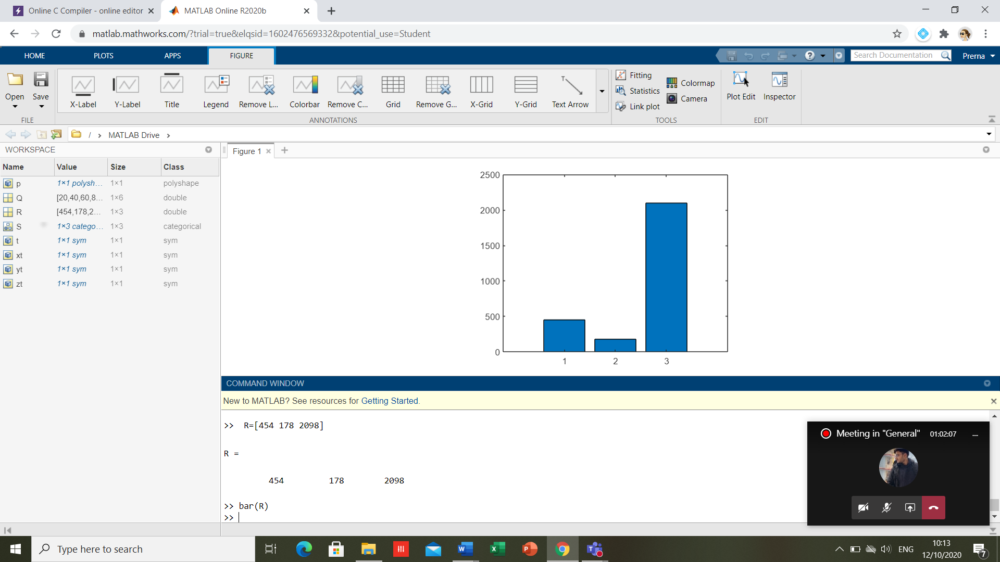 Online C Compiler - online editor
MATLAB Online R2020b
matlab.mathworks.com/?trial=true&elqsid=1602476569332&potential_use=Student
HOME PLOTS APPS FIGURE
Search Documentation
Prerna
Open
Save
X-Label
Y-Label
Title
Legend
Remove L...
Colorbar
Remove C...
Grid
Remove G...
X-Grid
Y-Grid
Text Arrow
Fitting
Statistics
Link plot
Colormap
Camera
Plot Edit
Inspector
FILE
ANNOTATIONS
TOOLS
EDIT
/ › MATLAB Drive ›
WORKSPACE
Name Value Size Class
p 1×1 polysh... 1×1 polyshape
Q [20,40,60,8... 1×6 double
R [454,178,2... 1×3 double
S 1×3 catego... 1×3 categorical
t 1×1 sym 1×1 sym
xt 1×1 sym 1×1 sym
yt 1×1 sym 1×1 sym
zt 1×1 sym 1×1 sym
Figure 1
2500
2000
1500
1000
500
0
1 2 3
COMMAND WINDOW
New to MATLAB? See resources for Getting Started.
>> R=[454 178 2098]
R =
454 178 2098
>> bar(R)
>>
Meeting in "General" 01:02:07
Type here to search
ENG
10:13
12/10/2020
7